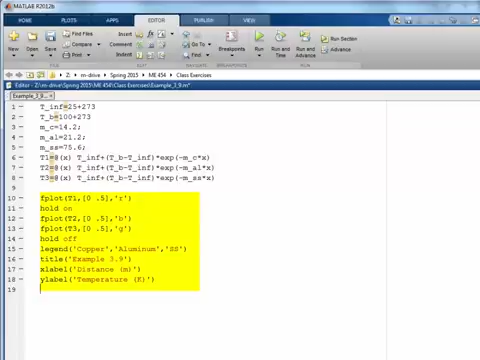 MATLAB R2012b
HOME PLOTS APPS EDITOR PUBLISH VIEW
New Open Save
Find Files
Compare
Print
Insert
Comment
Indent
Go To
Find
Breakpoints
Run
Run and Time
Run and Advance
Run Section
Advance
FILE EDIT NAVIGATE BREAKPOINTS RUN
Z: m-drive Spring 2015 ME 454 Class Exercises
Editor - Z:\m-drive\Spring 2015\ME 454\Class Exercises\Example_3_9.m*
Example_3_9.m*
1 T_inf=25+273
2 T_b=100+273
3 m_c=14.2;
4 m_al=21.2;
5 m_ss=75.6;
6 T1=@(x) T_inf+(T_b-T_inf)*exp(-m_c*x)
7 T2=@(x) T_inf+(T_b-T_inf)*exp(-m_al*x)
8 T3=@(x) T_inf+(T_b-T_inf)*exp(-m_ss*x)
9
10 fplot(T1,[0 .5],'r')
11 hold on
12 fplot(T2,[0 .5],'b')
13 fplot(T3,[0 .5],'g')
14 hold off
15 legend('Copper','Aluminum','SS')
16 title('Example 3.9')
17 xlabel('Distance (m)')
18 ylabel('Temperature (K)')
19